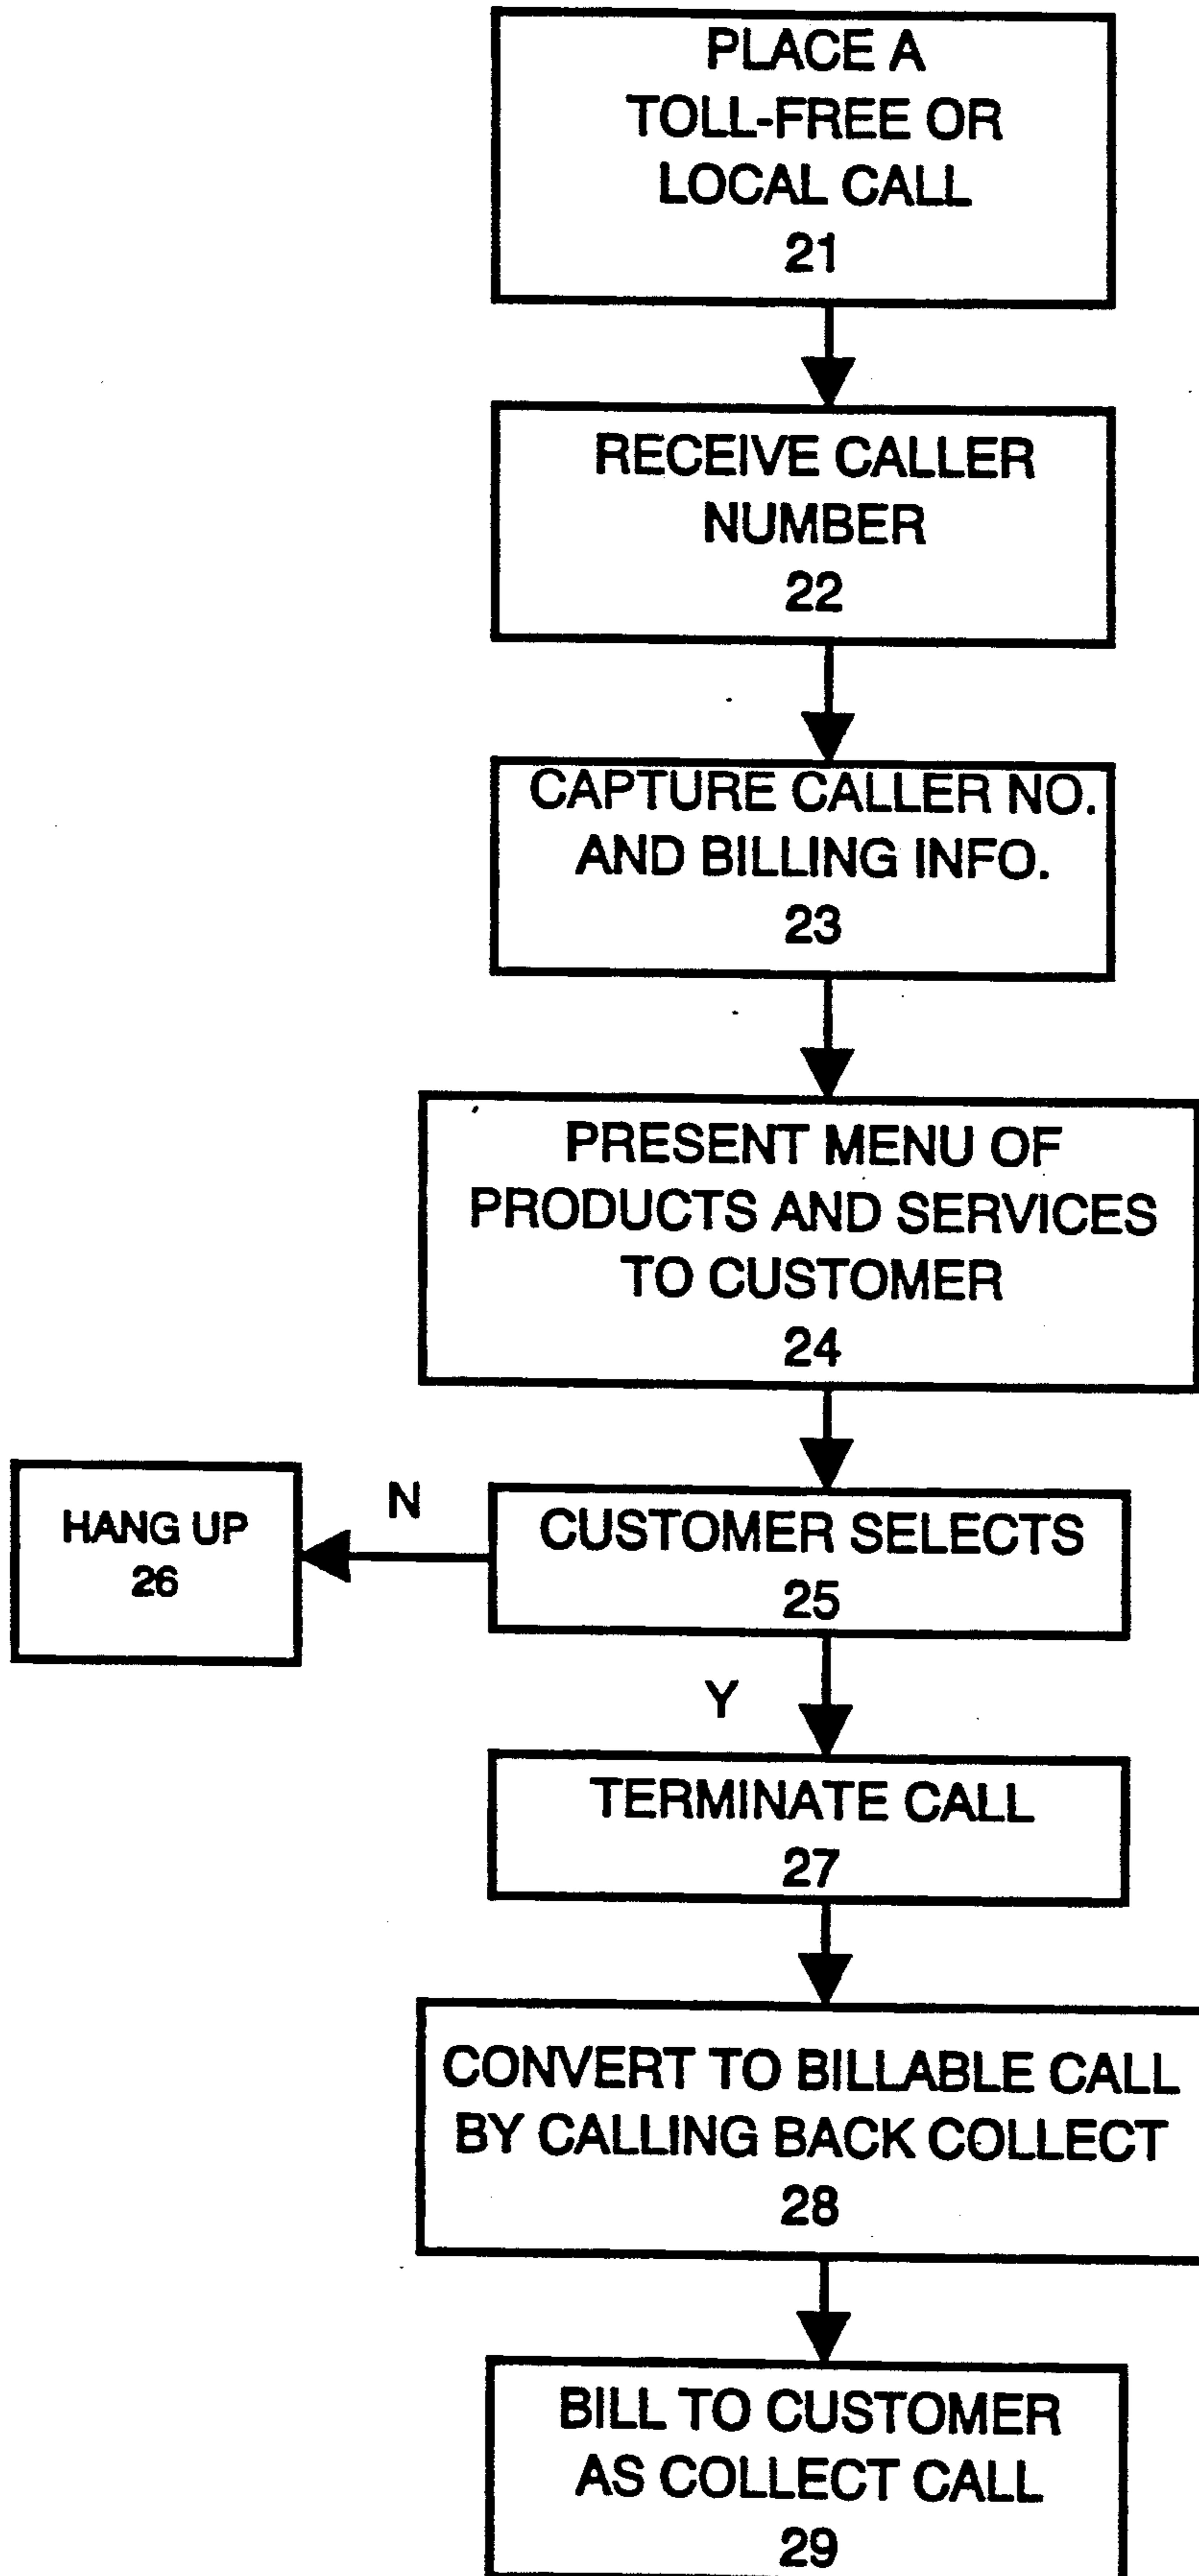 PLACE A
TOLL-FREE OR
LOCAL CALL
21
RECEIVE CALLER
NUMBER
22
CAPTURE CALLER NO.
AND BILLING INFO.
23
PRESENT MENU OF
PRODUCTS AND SERVICES
TO CUSTOMER
24
CUSTOMER SELECTS
25
N
HANG UP
26
Y
TERMINATE CALL
27
CONVERT TO BILLABLE CALL
BY CALLING BACK COLLECT
28
BILL TO CUSTOMER
AS COLLECT CALL
29